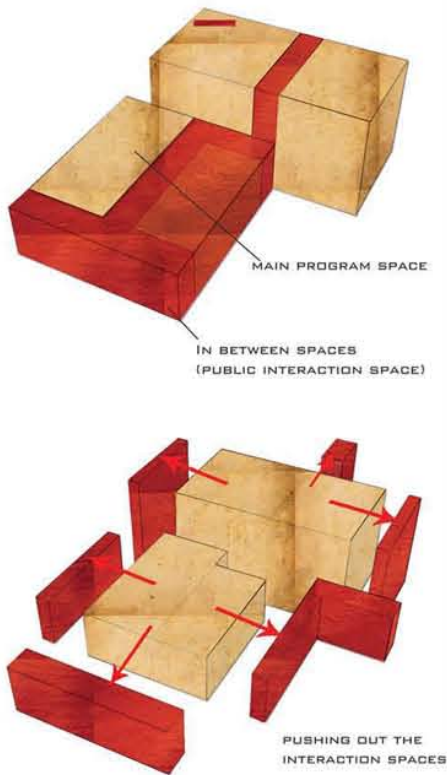 MAIN PROGRAM SPACE
IN BETWEEN SPACES
(PUBLIC INTERACTION SPACE)
PUSHING OUT THE
INTERACTION SPACES